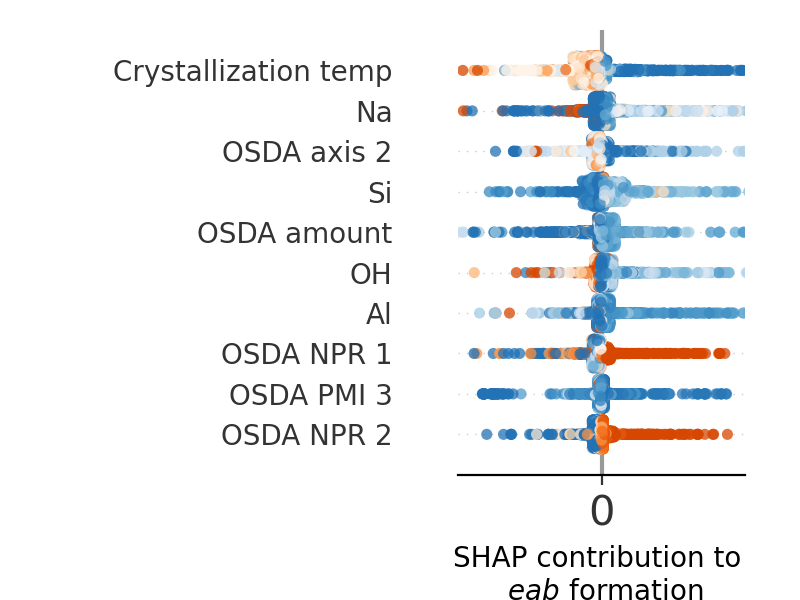 Crystallization temp
Na
OSDA axis 2
Si
OSDA amount
OH
Al
OSDA NPR 1
OSDA PMI 3
OSDA NPR 2
0
SHAP contribution to
eab formation